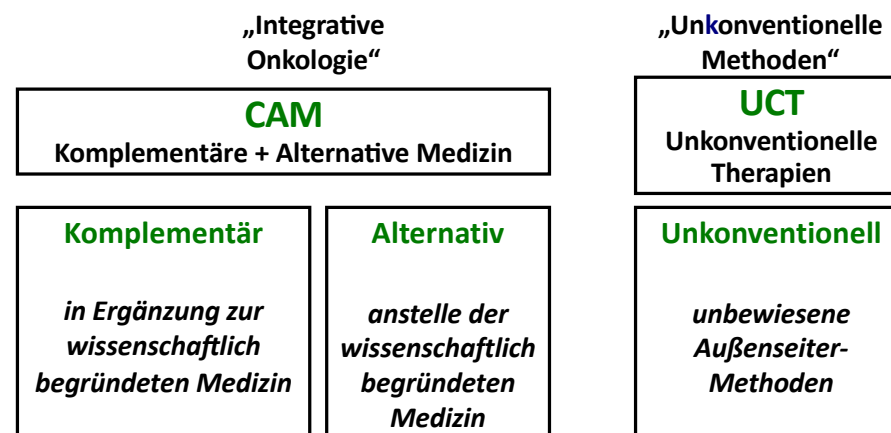 „Integrative
Onkologie“
CAM
Komplementäre + Alternative Medizin
Komplementär
in Ergänzung zur
wissenschaftlich
begründeten Medizin
Alternativ
anstelle der
wissenschaftlich
begründeten
Medizin
„Unkonventionelle
Methoden“
UCT
Unkonventionelle
Therapien
Unkonventionell
unbewiesene
Außenseiter-
Methoden